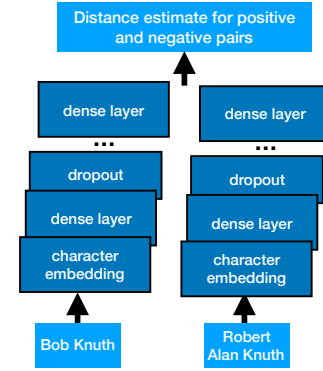 Distance estimate for positive
and negative pairs
dense layer
...
dropout
dense layer
character
embedding
Bob Knuth
dense layer
...
dropout
dense layer
character
embedding
Robert
Alan Knuth